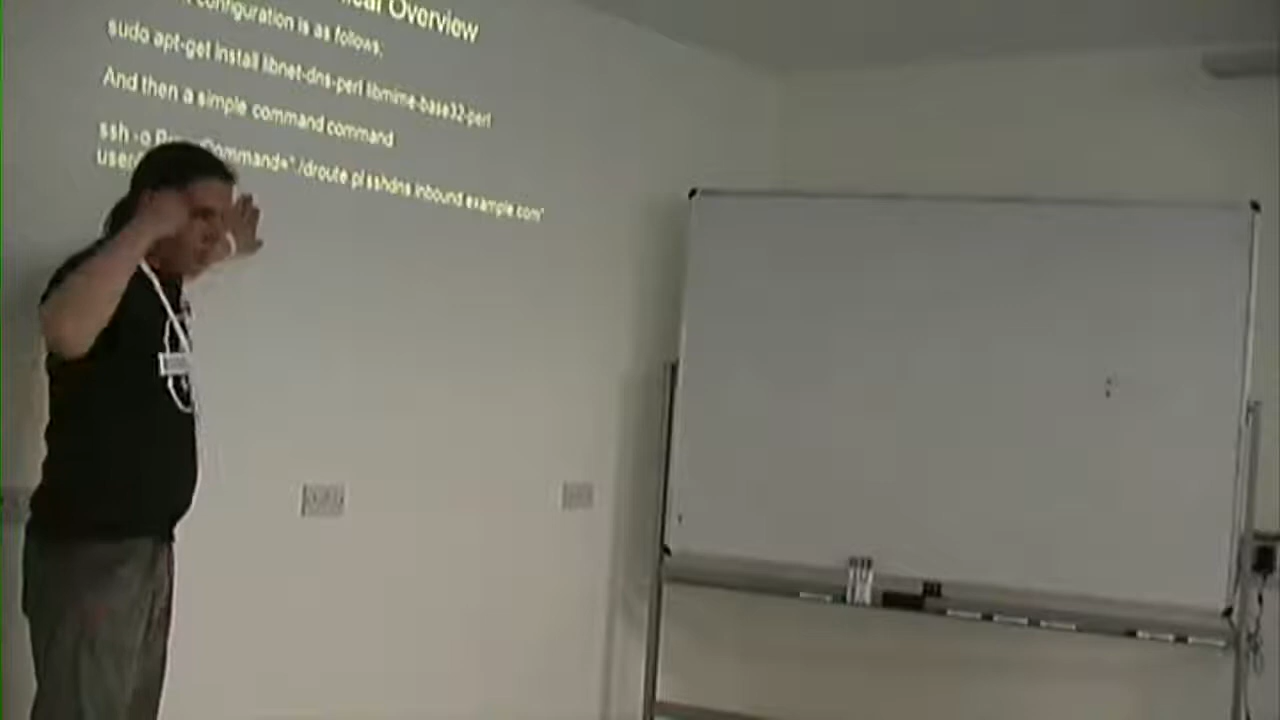 Overview
configuration is as follows;
sudo apt-get install libnet-dns-perl libmime-base32-perl
And then a simple command command
ssh -o Command="./droute.pl sshdns.inbound.example.com"